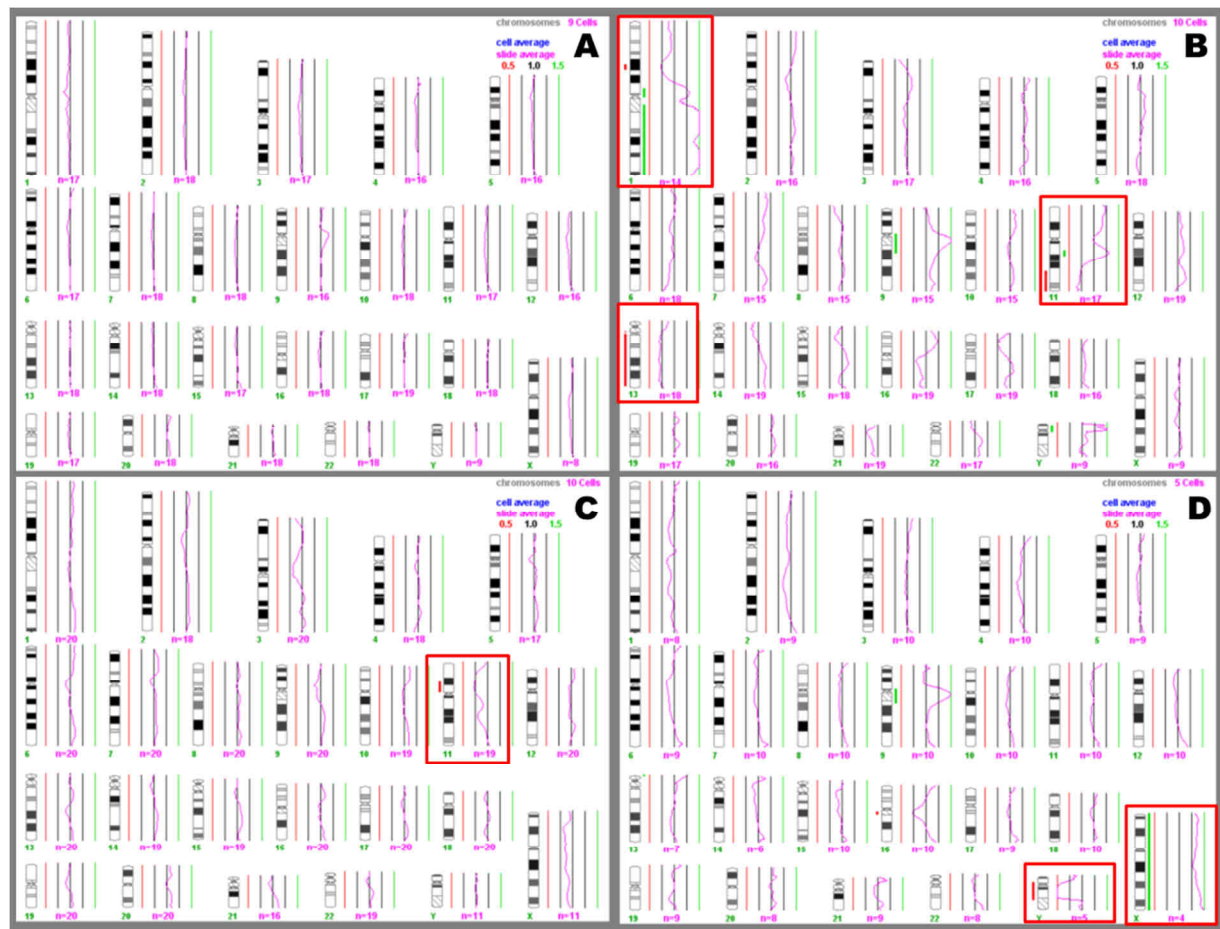 chromosomes 9 Cells
A
cell average
slide average
0.5 1.0 1.5
1 n=17 2 n=18 3 n=17 4 n=16 5 n=16
6 n=17 7 n=18 8 n=18 9 n=16 10 n=18 11 n=17 12 n=16
13 n=18 14 n=18 15 n=17 16 n=18 17 n=19 18 n=17
19 n=17 20 n=18 21 n=18 22 n=18 Y n=9 X n=8
chromosomes 10 Cells
B
cell average
slide average
0.5 1.0 1.5
1 n=11 2 n=16 3 n=17 4 n=16 5 n=18
6 n=18 7 n=15 8 n=15 9 n=15 10 n=15 11 n=17 12 n=19
13 n=18 14 n=19 15 n=18 16 n=19 17 n=19 18 n=16
19 n=17 20 n=16 21 n=19 22 n=17 Y n=9 X n=9
chromosomes 10 Cells
C
cell average
slide average
0.5 1.0 1.5
1 n=20 2 n=18 3 n=20 4 n=18 5 n=17
6 n=20 7 n=20 8 n=20 9 n=20 10 n=19 11 n=19 12 n=20
13 n=20 14 n=19 15 n=19 16 n=20 17 n=20 18 n=20
19 n=20 20 n=20 21 n=16 22 n=19 Y n=11 X n=11
chromosomes 5 Cells
D
cell average
slide average
0.5 1.0 1.5
1 n=8 2 n=9 3 n=10 4 n=10 5 n=9
6 n=9 7 n=10 8 n=10 9 n=10 10 n=10 11 n=10 12 n=10
13 n=7 14 n=6 15 n=10 16 n=10 17 n=9 18 n=10
19 n=9 20 n=8 21 n=9 22 n=8 Y n=5 X n=4